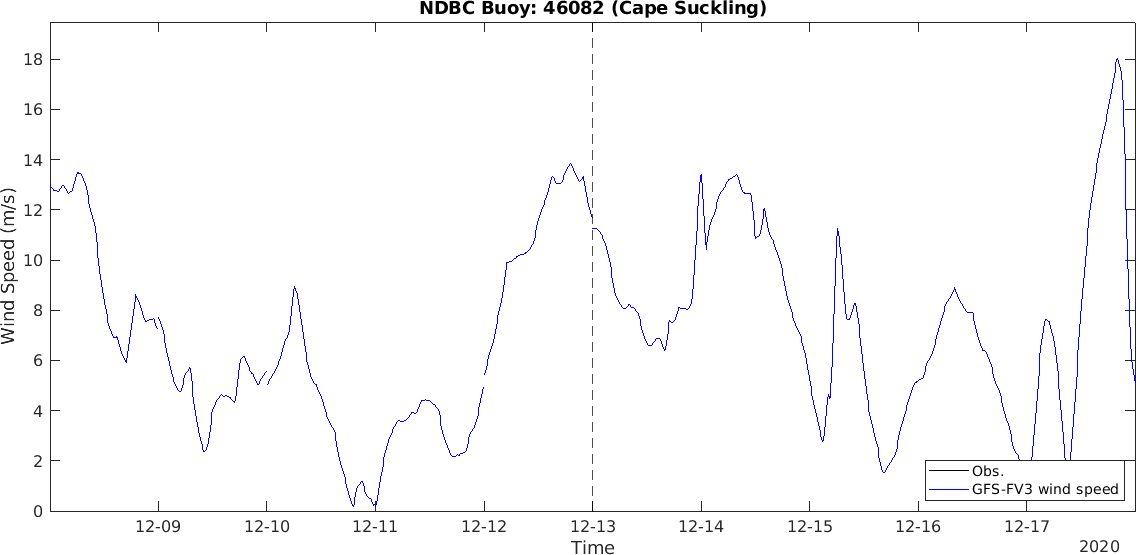 NDBC Buoy: 46082 (Cape Suckling)
Wind Speed (m/s)
18
16
14
12
10
8
6
4
2
0
Obs.
GFS-FV3 wind speed
12-09 12-10 12-11 12-12 12-13 12-14 12-15 12-16 12-17
Time
2020